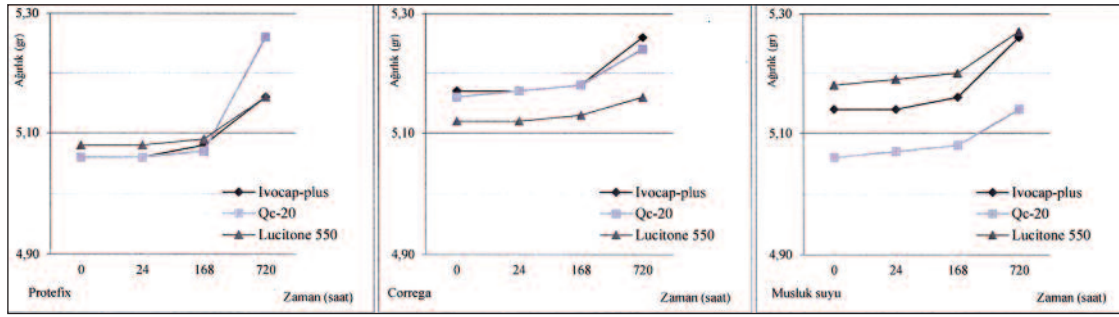 5,30
Ağırlık (gr)
5,10
4,90
Ivocap-plus
Qc-20
Lucitone 550
0 24 168 720
Protefix
Zaman (saat)
5,30
Ağırlık (gr)
5,10
4,90
Ivocap-plus
Qc-20
Lucitone 550
0 24 168 720
Correga
Zaman (saat)
5,30
Ağırlık (gr)
5,10
4,90
Ivocap-plus
Qc-20
Lucitone 550
0 24 168 720
Musluk suyu
Zaman (saat)